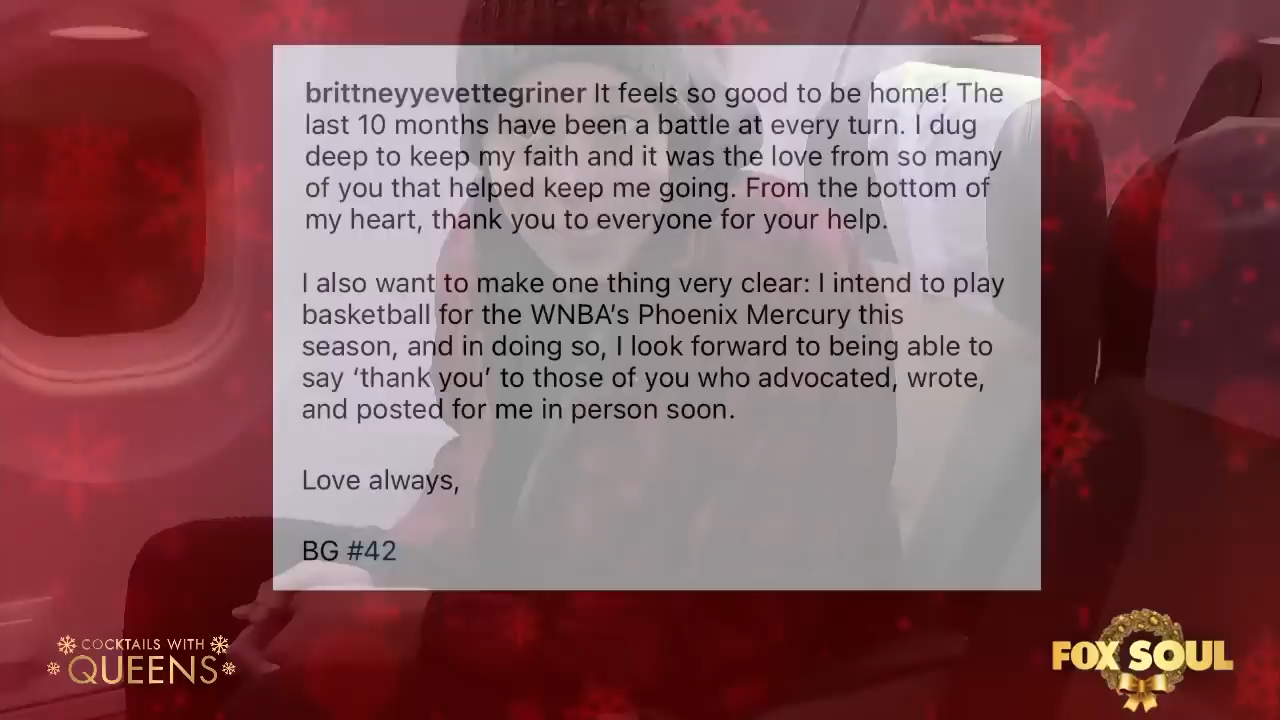 brittneyyevettegriner It feels so good to be home! The
last 10 months have been a battle at every turn. I dug
deep to keep my faith and it was the love from so many
of you that helped keep me going. From the bottom of
my heart, thank you to everyone for your help.
I also want to make one thing very clear: I intend to play
basketball for the WNBA’s Phoenix Mercury this
season, and in doing so, I look forward to being able to
say ‘thank you’ to those of you who advocated, wrote,
and posted for me in person soon.
Love always,
BG #42
COCKTAILS WITH
QUEENS
FOX SOUL